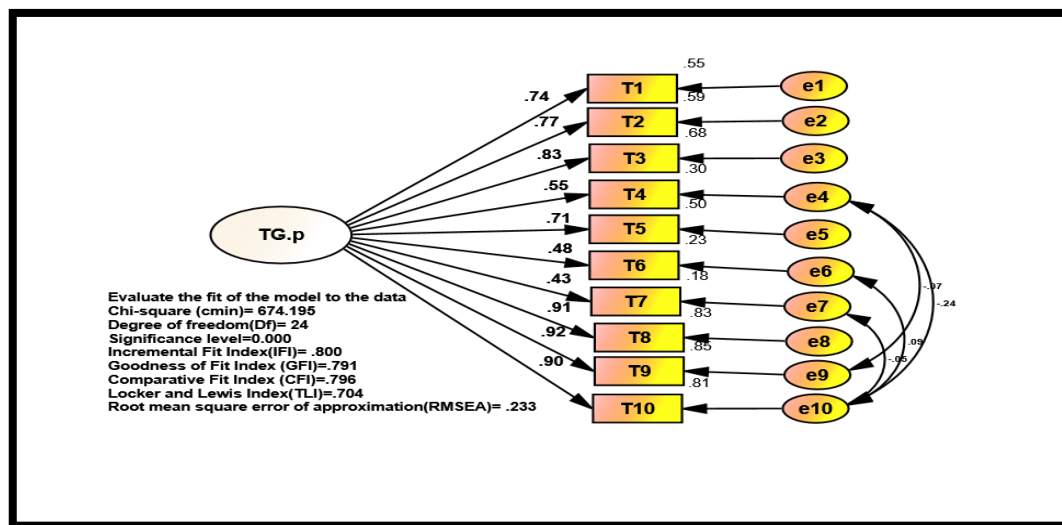 .55
T1
e1
.74
.59
T2
e2
.77
.68
T3
e3
.83
.30
T4
e4
.55
.50
T5
e5
.71
TG.p
.23
T6
e6
.48
.18
T7
e7
.43
-.07
-.24
.83
T8
e8
.91
.09
.85
T9
e9
.92
-.05
.81
T10
e10
.90
Evaluate the fit of the model to the data
Chi-square (cmin)= 674.195
Degree of freedom(Df)= 24
Significance level=0.000
Incremental Fit Index(IFI)= .800
Goodness of Fit Index (GFI)=.791
Comparative Fit Index (CFI)=.796
Locker and Lewis Index(TLI)=.704
Root mean square error of approximation(RMSEA)= .233